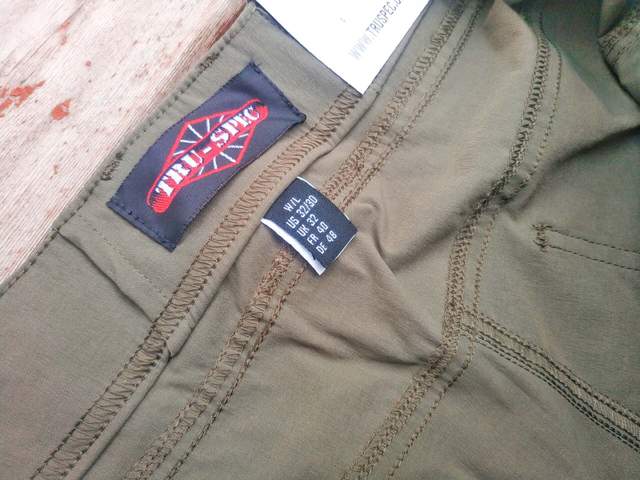 WWW.TRUSPEC.
TRU-SPEC
W/L
US 32/30
UK 32
FR 40
DE 48